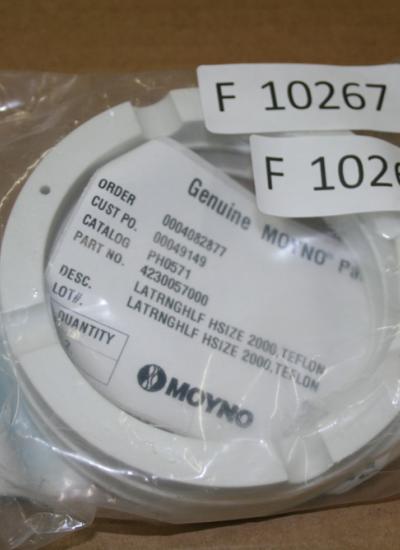 F 10267
F 102
Genuine MOYNO® Pa
ORDER 0004082877
CUST PO. 00049149
CATALOG PH0571
PART NO. 4230057000
DESC. LATRNGHLF HSIZE 2000,TEFLON
LOT#. LATRNGHLF HSIZE 2000,TEFLON
QUANTITY
MOYNO